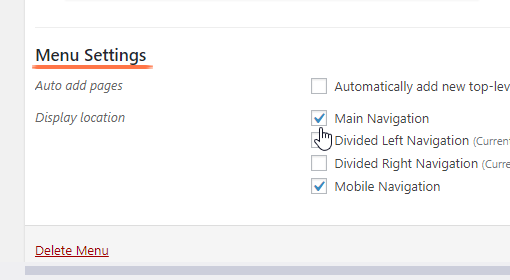 Menu Settings
Auto add pages
Automatically add new top-lev
Display location
Main Navigation
Divided Left Navigation (Current
Divided Right Navigation (Curre
Mobile Navigation
Delete Menu